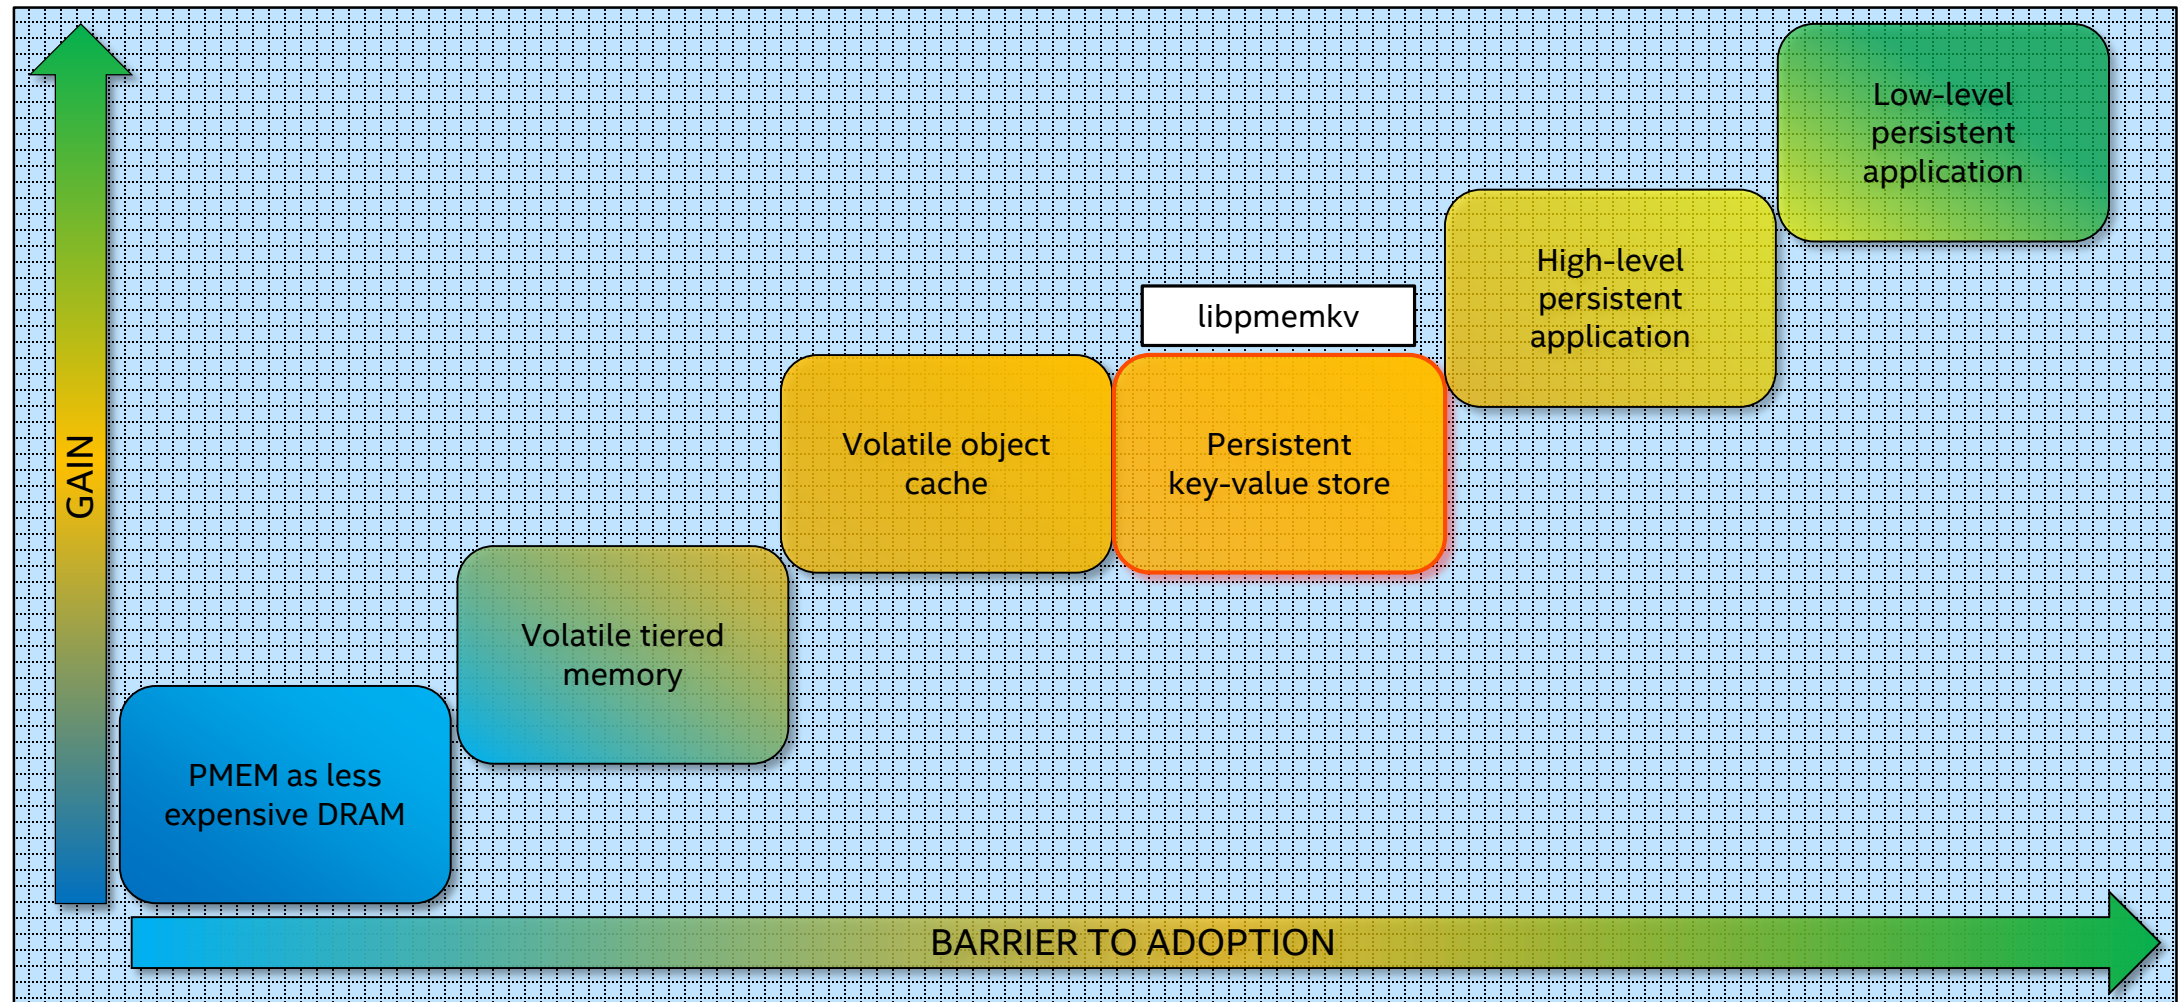 Low-level
persistent
application
High-level
persistent
application
libpmemkv
Volatile object
cache
Persistent
key-value store
GAIN
Volatile tiered
memory
PMEM as less
expensive DRAM
BARRIER TO ADOPTION